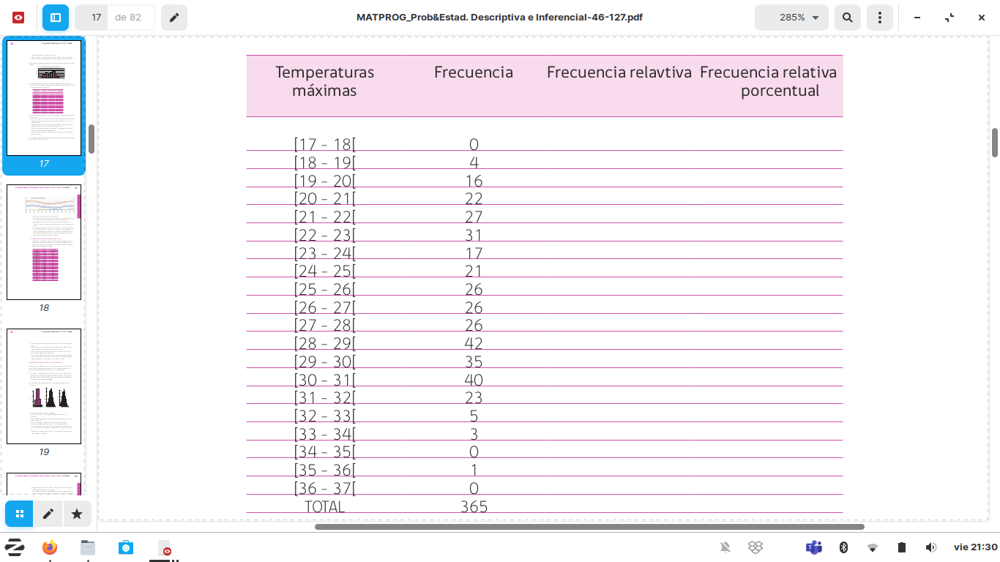 17 de 82
MATPROG_Prob&Estad. Descriptiva e Inferencial-46-127.pdf
285%
Temperaturas máximas Frecuencia Frecuencia relavtiva Frecuencia relativa porcentual
[17 - 18[ 0
[18 - 19[ 4
[19 - 20[ 16
[20 - 21[ 22
[21 - 22[ 27
[22 - 23[ 31
[23 - 24[ 17
[24 - 25[ 21
[25 - 26[ 26
[26 - 27[ 26
[27 - 28[ 26
[28 - 29[ 42
[29 - 30[ 35
[30 - 31[ 40
[31 - 32[ 23
[32 - 33[ 5
[33 - 34[ 3
[34 - 35[ 0
[35 - 36[ 1
[36 - 37[ 0
TOTAL 365
17
18
19
vie 21:30